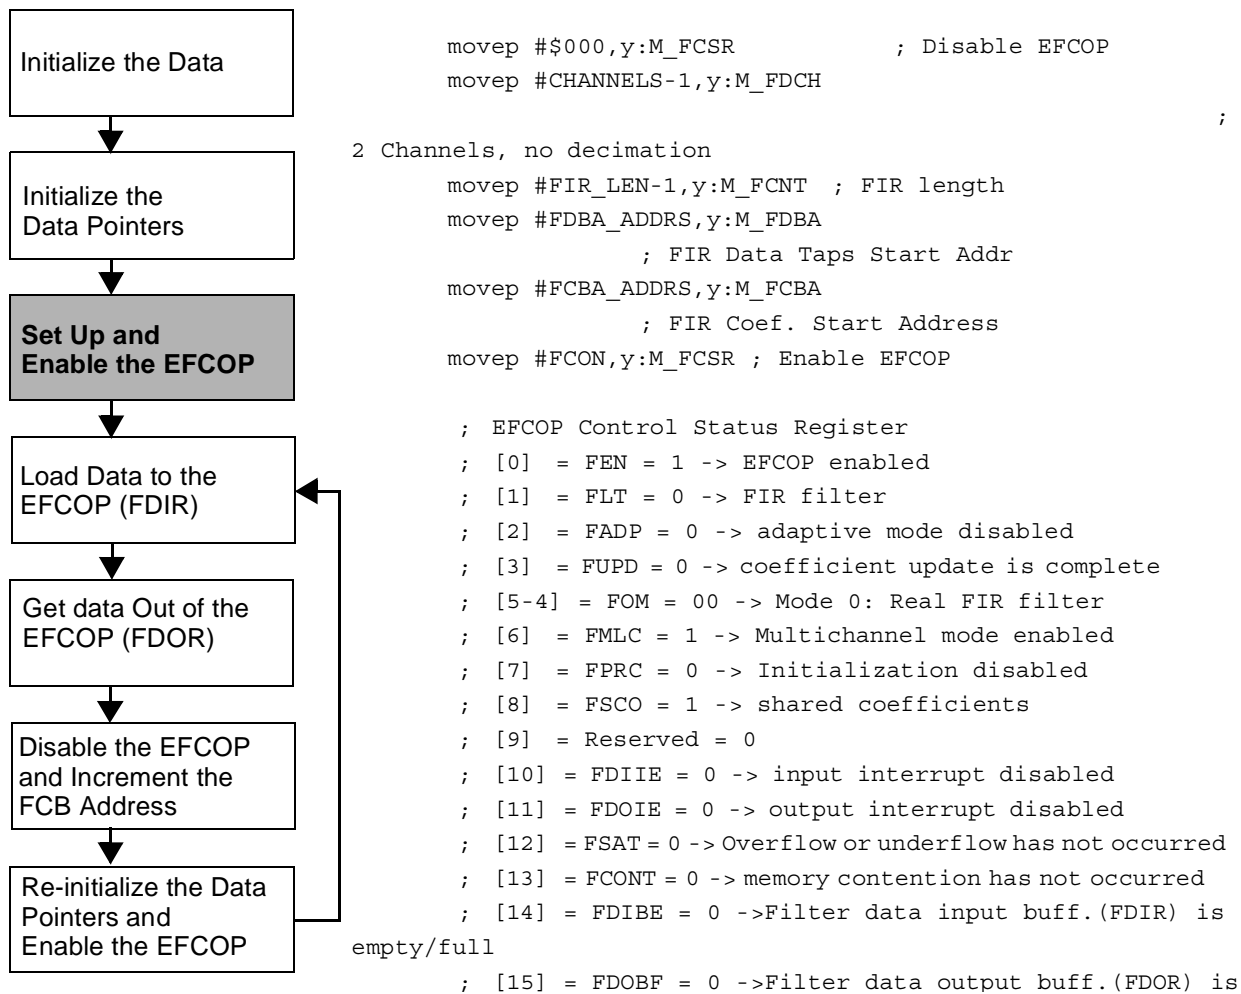 Initialize the Data
Initialize the
Data Pointers
Set Up and
Enable the EFCOP
Load Data to the
EFCOP (FDIR)
Get data Out of the
EFCOP (FDOR)
Disable the EFCOP
and Increment the
FCB Address
Re-initialize the Data
Pointers and
Enable the EFCOP
movep #$000,y:M_FCSR ; Disable EFCOP
movep #CHANNELS-1,y:M_FDCH
;
2 Channels, no decimation
movep #FIR_LEN-1,y:M_FCNT ; FIR length
movep #FDBA_ADDRS,y:M_FDBA
; FIR Data Taps Start Addr
movep #FCBA_ADDRS,y:M_FCBA
; FIR Coef. Start Address
movep #FCON,y:M_FCSR ; Enable EFCOP
; EFCOP Control Status Register
; [0] = FEN = 1 -> EFCOP enabled
; [1] = FLT = 0 -> FIR filter
; [2] = FADP = 0 -> adaptive mode disabled
; [3] = FUPD = 0 -> coefficient update is complete
; [5-4] = FOM = 00 -> Mode 0: Real FIR filter
; [6] = FMLC = 1 -> Multichannel mode enabled
; [7] = FPRC = 0 -> Initialization disabled
; [8] = FSCO = 1 -> shared coefficients
; [9] = Reserved = 0
; [10] = FDIIE = 0 -> input interrupt disabled
; [11] = FDOIE = 0 -> output interrupt disabled
; [12] = FSAT = 0 -> Overflow or underflow has not occurred
; [13] = FCONT = 0 -> memory contention has not occurred
; [14] = FDIBE = 0 ->Filter data input buff.(FDIR) is
empty/full
; [15] = FDOBF = 0 ->Filter data output buff.(FDOR) is